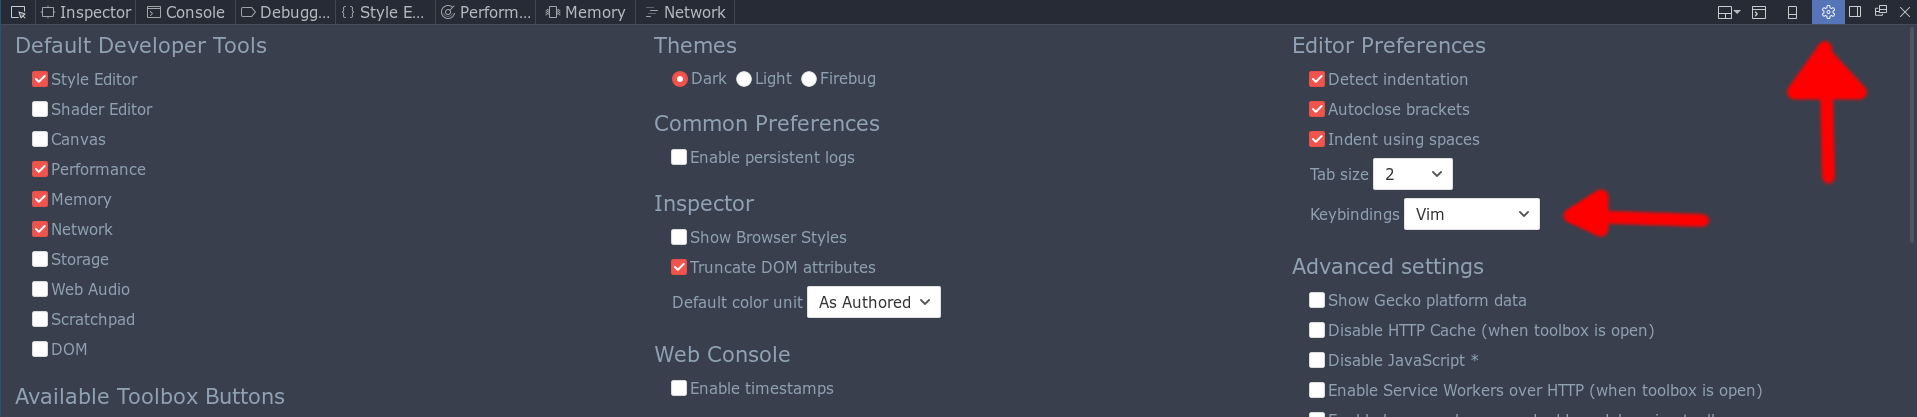 Inspector Console Debugg... Style E... Perform... Memory Network
Default Developer Tools
Style Editor
Shader Editor
Canvas
Performance
Memory
Network
Storage
Web Audio
Scratchpad
DOM
Available Toolbox Buttons
Themes
Dark Light Firebug
Common Preferences
Enable persistent logs
Inspector
Show Browser Styles
Truncate DOM attributes
Default color unit As Authored
Web Console
Enable timestamps
Editor Preferences
Detect indentation
Autoclose brackets
Indent using spaces
Tab size 2
Keybindings Vim
Advanced settings
Show Gecko platform data
Disable HTTP Cache (when toolbox is open)
Disable JavaScript *
Enable Service Workers over HTTP (when toolbox is open)